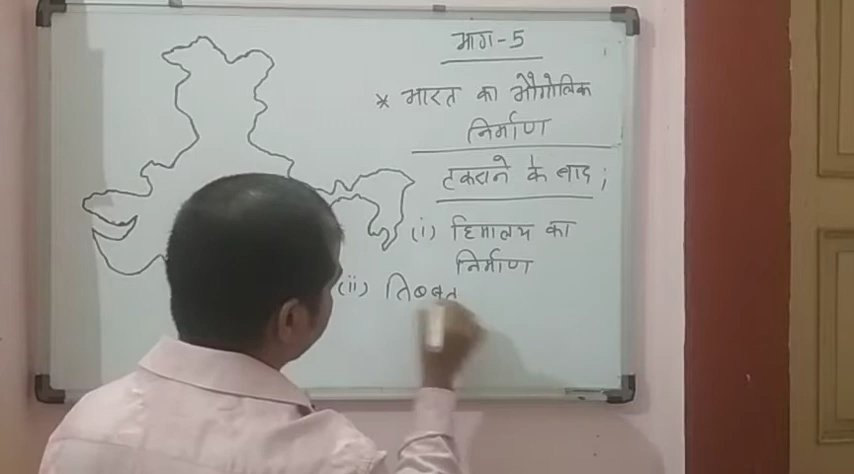 भाग-5
* भारत का भौगोलिक
निर्माण
टकराने के बाद;
(i) हिमालय का
निर्माण
(ii) तिब्बत